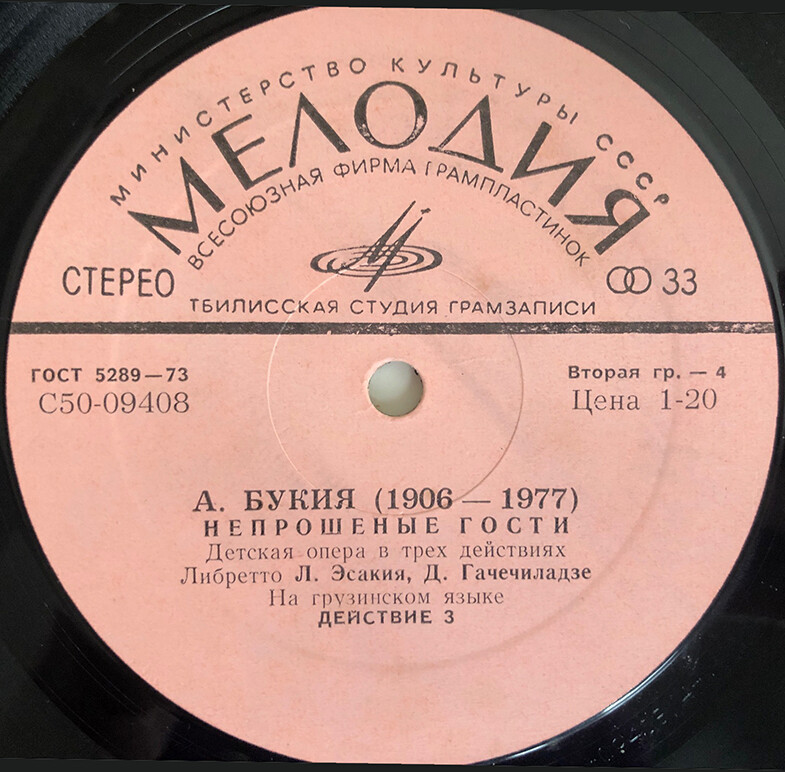 МИНИСТЕРСТВО КУЛЬТУРЫ СССР
МЕЛОДИЯ
ВСЕСОЮЗНАЯ ФИРМА ГРАМПЛАСТИНОК
СТЕРЕО
33
ТБИЛИССКАЯ СТУДИЯ ГРАМЗАПИСИ
ГОСТ 5289—73
Вторая гр. — 4
С50-09408
Цена 1-20
А. БУКИЯ (1906 — 1977)
НЕПРОШЕНЫЕ ГОСТИ
Детская опера в трех действиях
Либретто Л. Эсакия, Д. Гачечиладзе
На грузинском языке
ДЕЙСТВИЕ 3